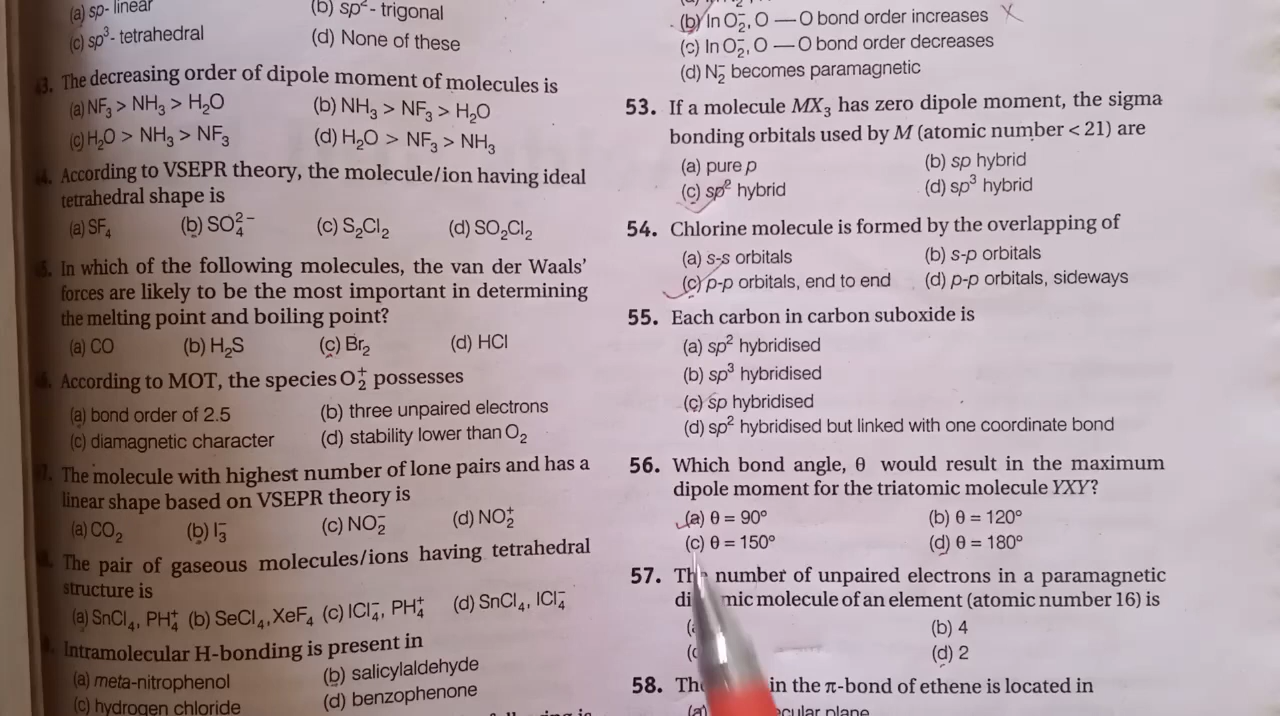 (a) sp- linear
(b) sp²- trigonal
(c) sp³- tetrahedral
(d) None of these
3. The decreasing order of dipole moment of molecules is
(a) NF₃ > NH₃ > H₂O
(b) NH₃ > NF₃ > H₂O
(c) H₂O > NH₃ > NF₃
(d) H₂O > NF₃ > NH₃
4. According to VSEPR theory, the molecule/ion having ideal
tetrahedral shape is
(a) SF₄ (b) SO₄²⁻ (c) S₂Cl₂ (d) SO₂Cl₂
5. In which of the following molecules, the van der Waals'
forces are likely to be the most important in determining
the melting point and boiling point?
(a) CO (b) H₂S (c) Br₂ (d) HCl
According to MOT, the species O₂⁺ possesses
(a) bond order of 2.5
(b) three unpaired electrons
(c) diamagnetic character
(d) stability lower than O₂
7. The molecule with highest number of lone pairs and has a
linear shape based on VSEPR theory is
(a) CO₂ (b) I₃⁻ (c) NO₂⁻ (d) NO₂⁺
The pair of gaseous molecules/ions having tetrahedral
structure is
(a) SnCl₄, PH₄⁺ (b) SeCl₄, XeF₄ (c) ICl₄⁻, PH₄⁺ (d) SnCl₄, ICl₄⁻
Intramolecular H-bonding is present in
(a) meta-nitrophenol
(b) salicylaldehyde
(c) hydrogen chloride
(d) benzophenone
(b) In O₂⁻, O — O bond order increases
(c) In O₂⁻, O — O bond order decreases
(d) N₂⁻ becomes paramagnetic
53. If a molecule MX₃ has zero dipole moment, the sigma
bonding orbitals used by M (atomic number < 21) are
(a) pure p
(b) sp hybrid
(c) sp² hybrid
(d) sp³ hybrid
54. Chlorine molecule is formed by the overlapping of
(a) s-s orbitals
(b) s-p orbitals
(c) p-p orbitals, end to end
(d) p-p orbitals, sideways
55. Each carbon in carbon suboxide is
(a) sp² hybridised
(b) sp³ hybridised
(c) sp hybridised
(d) sp² hybridised but linked with one coordinate bond
56. Which bond angle, θ would result in the maximum
dipole moment for the triatomic molecule YXY?
(a) θ = 90°
(b) θ = 120°
(c) θ = 150°
(d) θ = 180°
57. number of unpaired electrons in a paramagnetic
molecule of an element (atomic number 16) is
(b) 4
(d) 2
58. in the π-bond of ethene is located in
plane